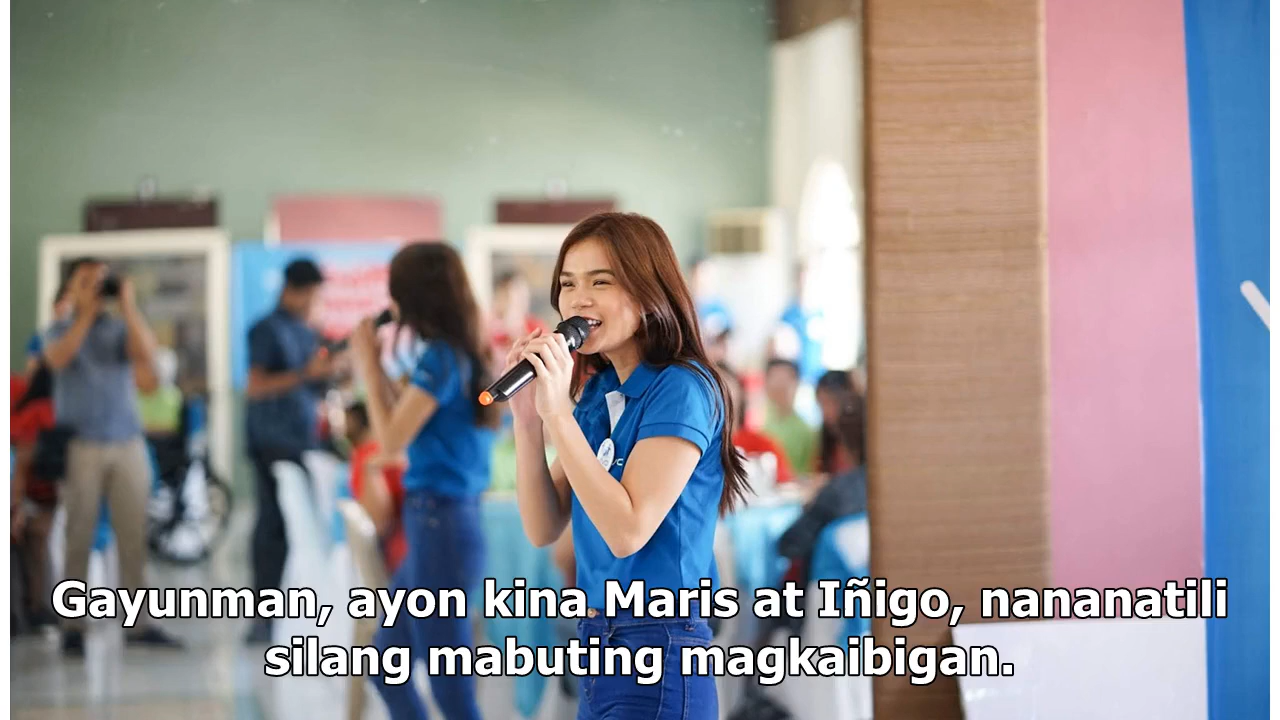 Gayunman, ayon kina Maris at Iñigo, nananatili
silang mabuting magkaibigan.